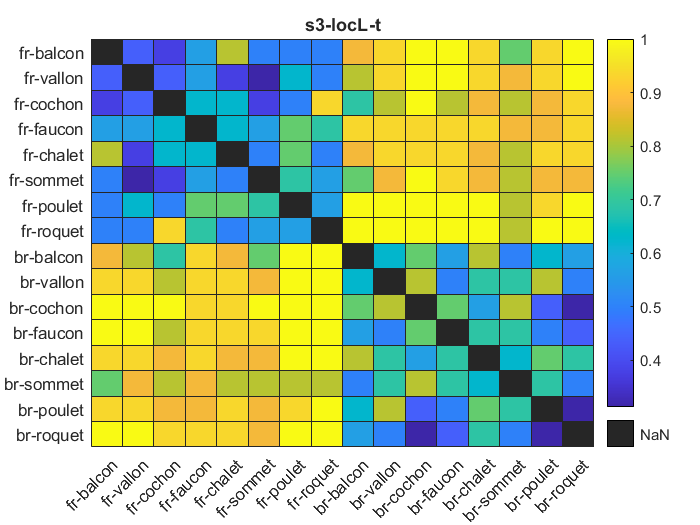 s3-locL-t
fr-balcon
fr-vallon
fr-cochon
fr-faucon
fr-chalet
fr-sommet
fr-poulet
fr-roquet
br-balcon
br-vallon
br-cochon
br-faucon
br-chalet
br-sommet
br-poulet
br-roquet
fr-balcon
fr-vallon
fr-cochon
fr-faucon
fr-chalet
fr-sommet
fr-poulet
fr-roquet
br-balcon
br-vallon
br-cochon
br-faucon
br-chalet
br-sommet
br-poulet
br-roquet
1
0.9
0.8
0.7
0.6
0.5
0.4
NaN